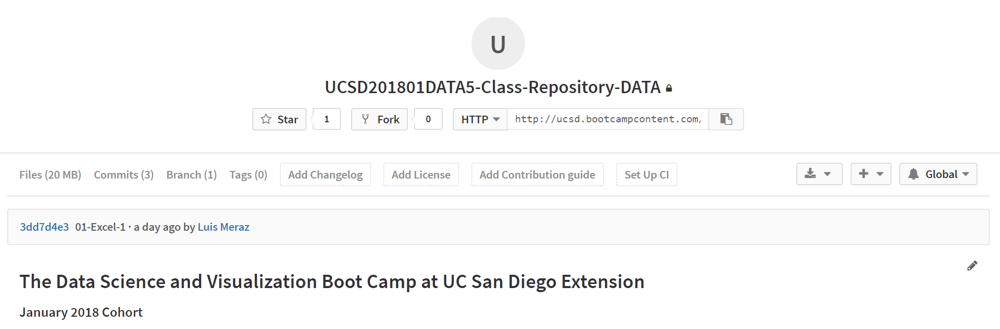 U
UCSD201801DATA5-Class-Repository-DATA
Star 1 Fork 0 HTTP http://ucsd.bootcampcontent.com/
Files (20 MB) Commits (3) Branch (1) Tags (0) Add Changelog Add License Add Contribution guide Set Up CI Global
3dd7d4e3 01-Excel-1 · a day ago by Luis Meraz
The Data Science and Visualization Boot Camp at UC San Diego Extension
January 2018 Cohort